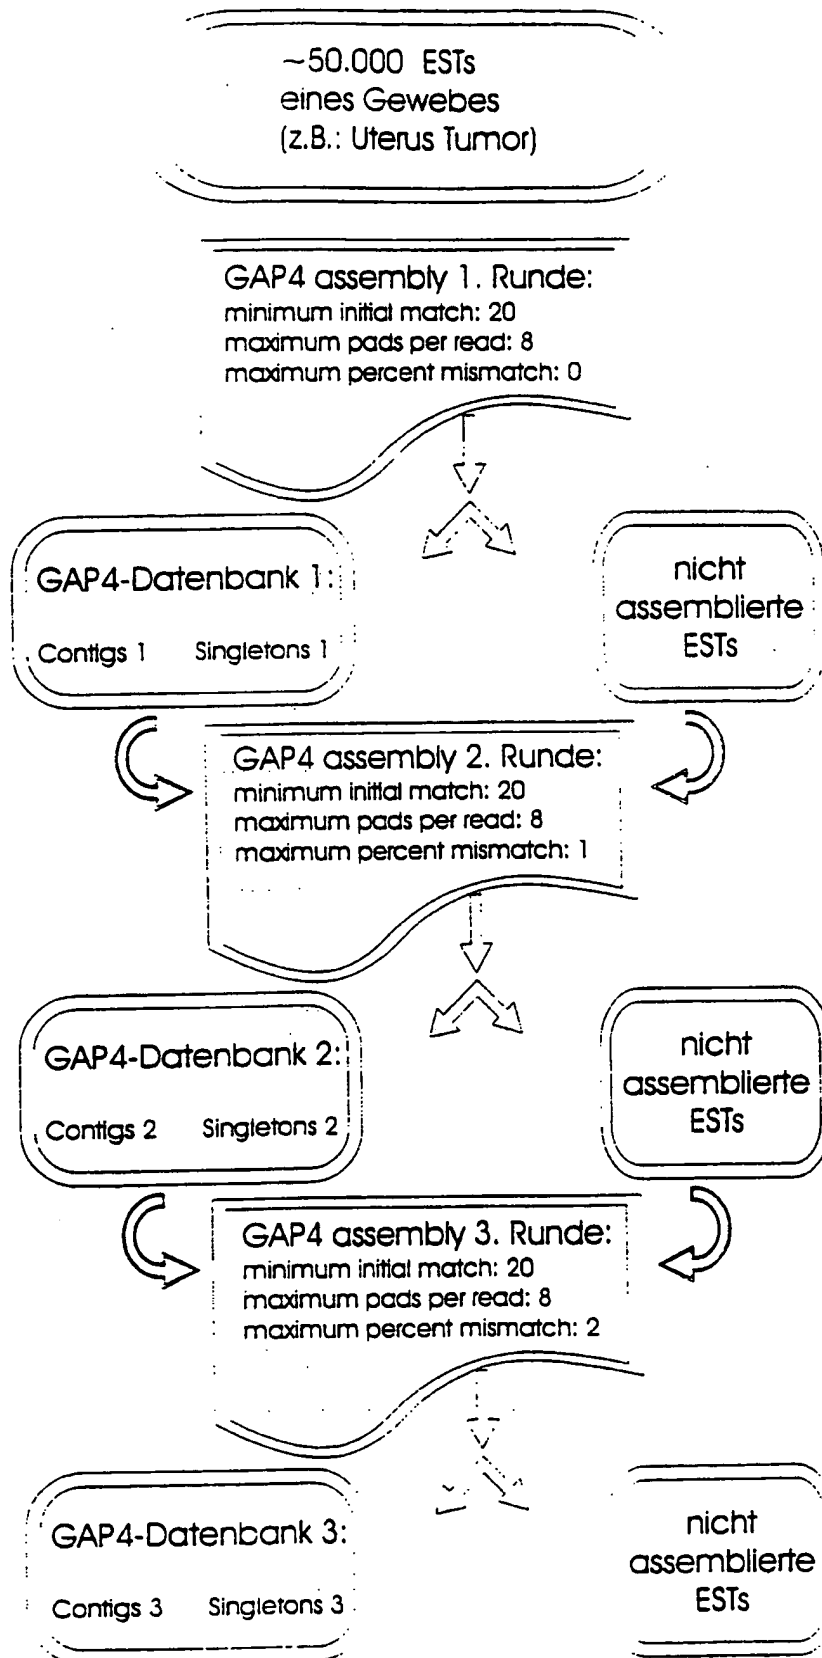 ~50.000 ESTs
eines Gewebes
(z.B.: Uterus Tumor)
GAP4 assembly 1. Runde:
minimum initial match: 20
maximum pads per read: 8
maximum percent mismatch: 0
GAP4-Datenbank 1:
Contigs 1 Singletons 1
nicht
assemblierte
ESTs
GAP4 assembly 2. Runde:
minimum initial match: 20
maximum pads per read: 8
maximum percent mismatch: 1
GAP4-Datenbank 2:
Contigs 2 Singletons 2
nicht
assemblierte
ESTs
GAP4 assembly 3. Runde:
minimum initial match: 20
maximum pads per read: 8
maximum percent mismatch: 2
GAP4-Datenbank 3:
Contigs 3 Singletons 3
nicht
assemblierte
ESTs